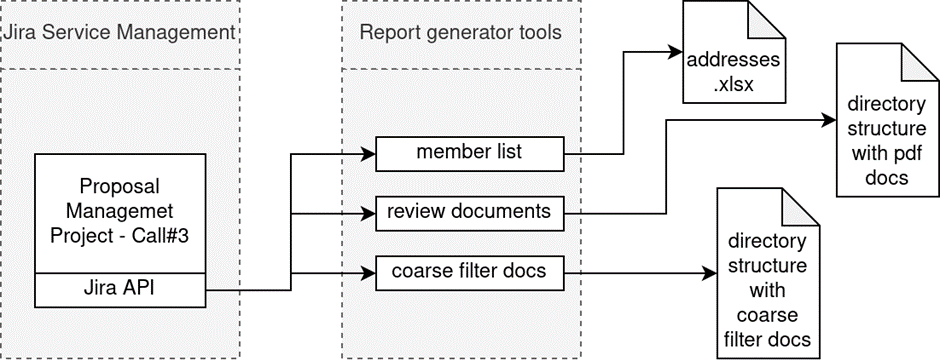 Jira Service Management
Proposal
Managemet
Project - Call#3
Jira API
Report generator tools
member list
review documents
coarse filter docs
addresses
.xlsx
directory
structure
with pdf
docs
directory
structure
with
coarse
filter docs